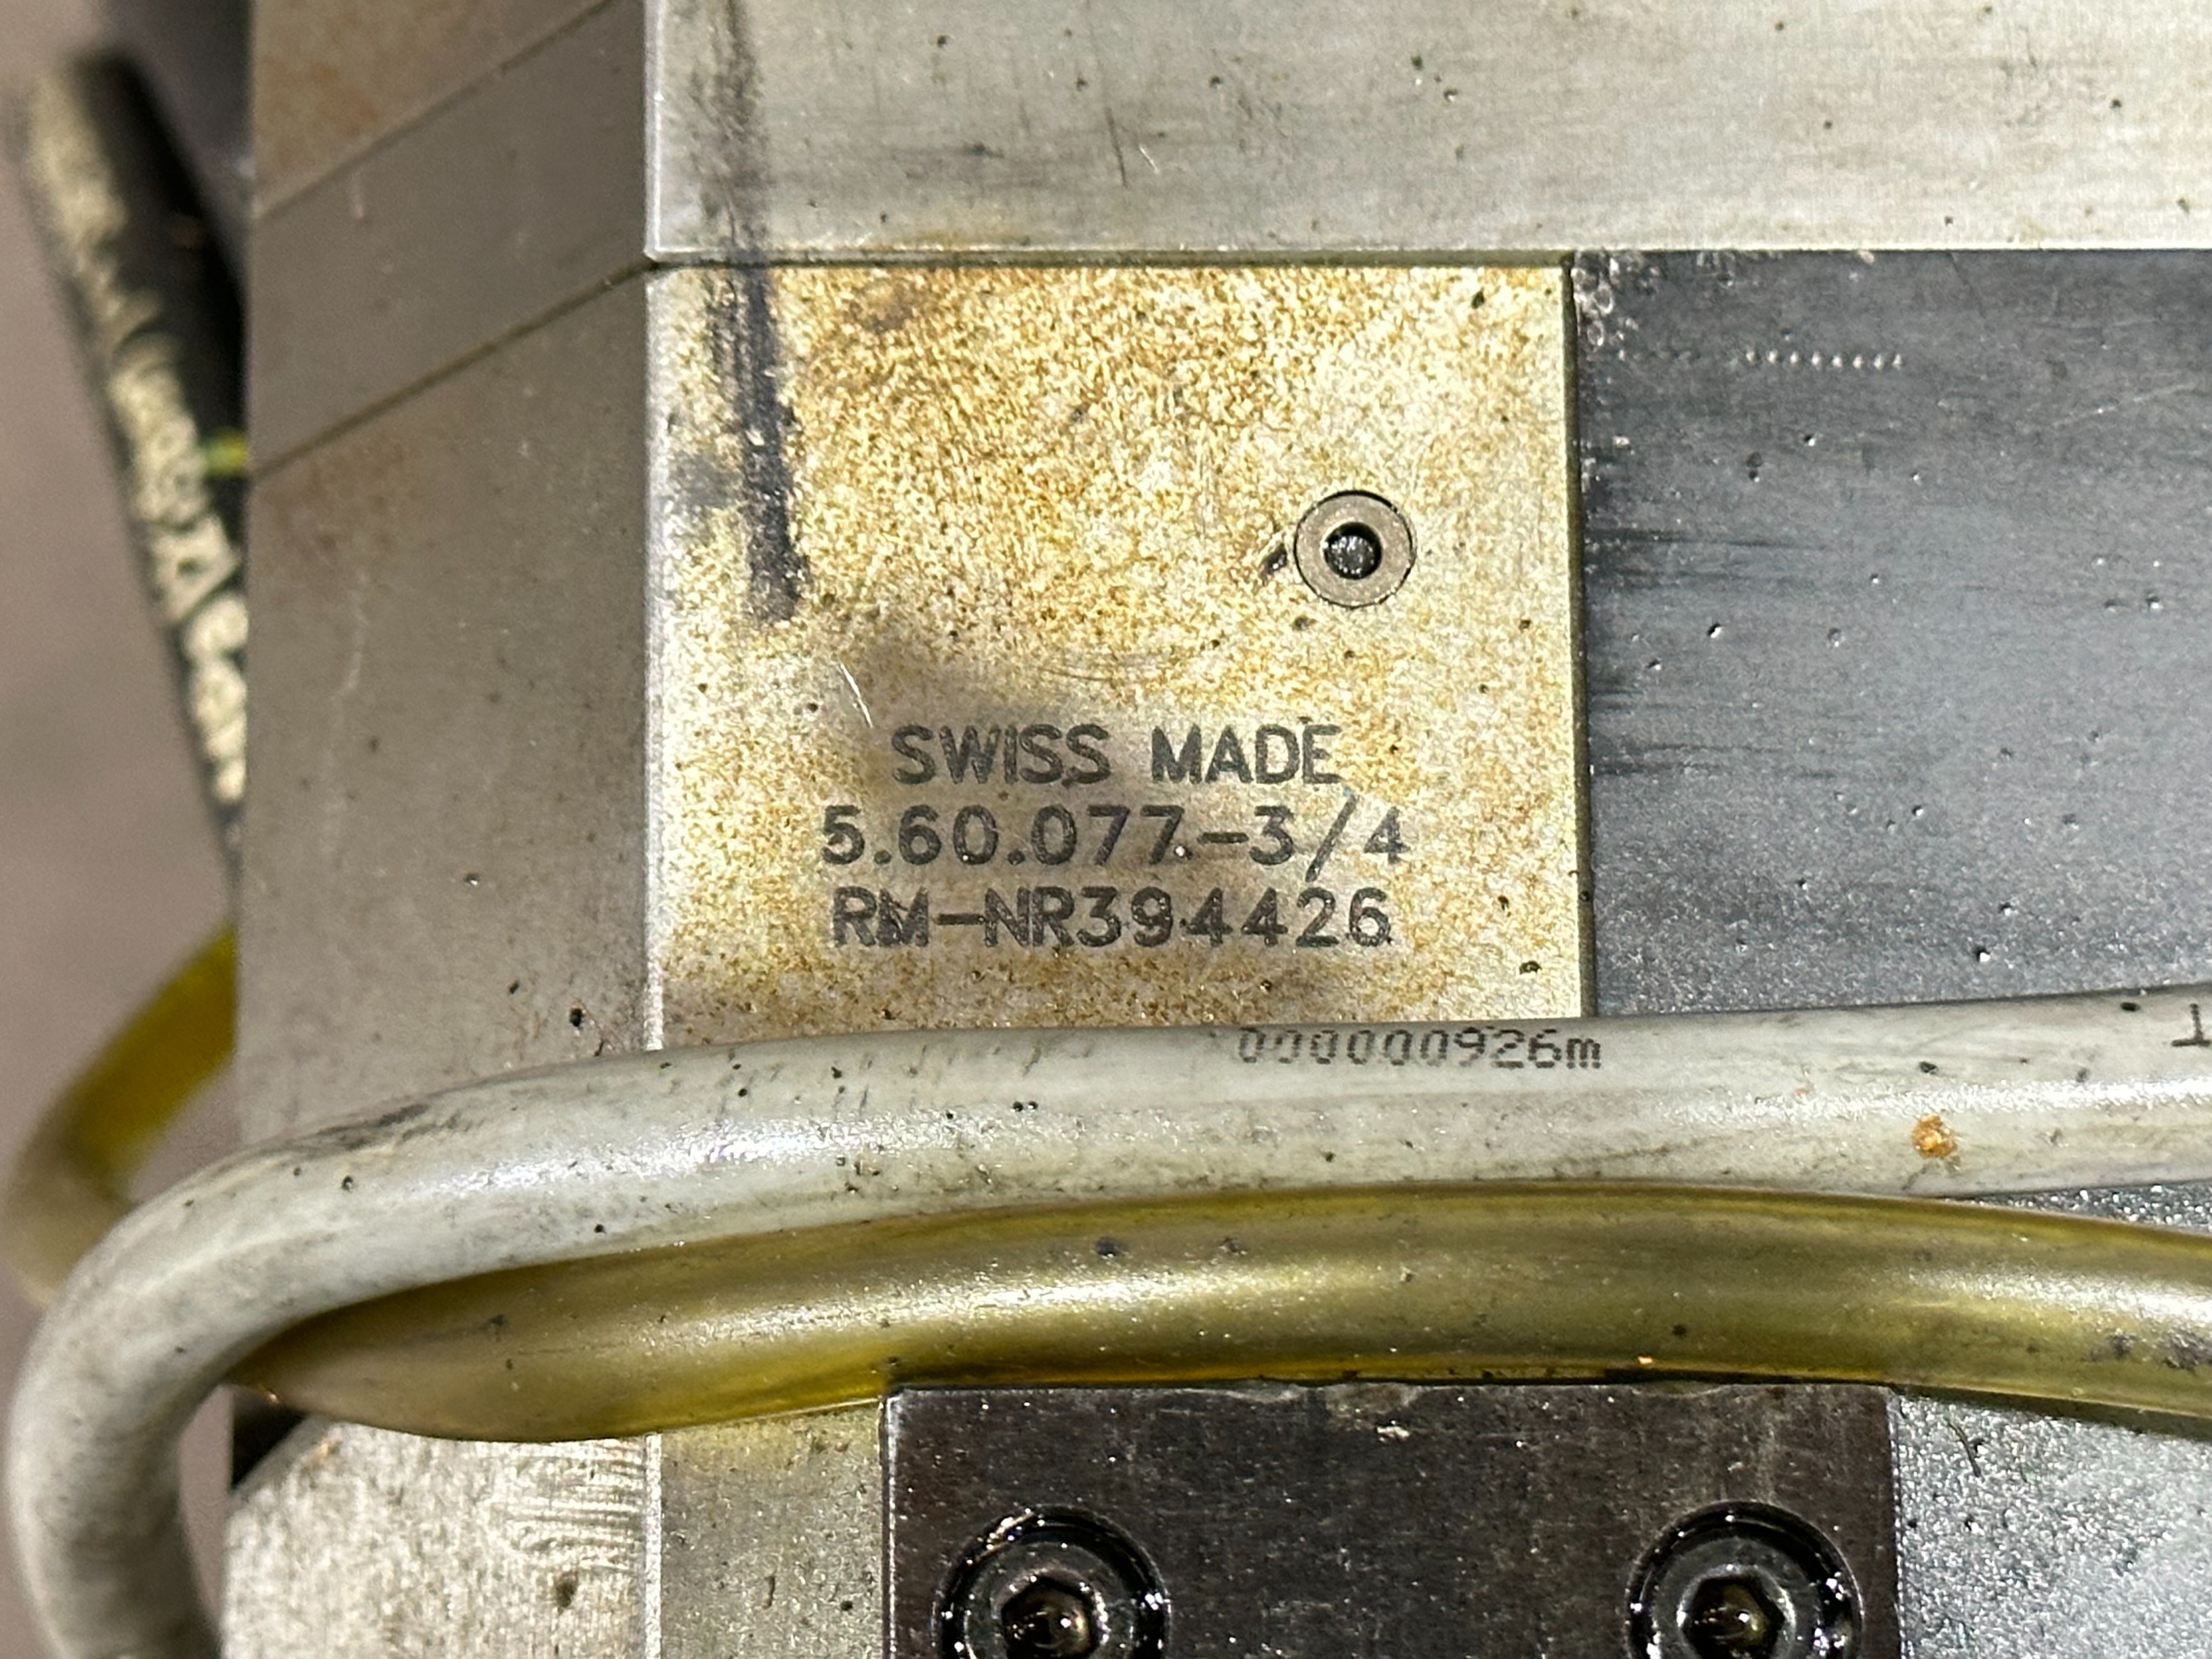 SWISS MADE
5.60.077.-3/4
RM-NR394426
000000926m